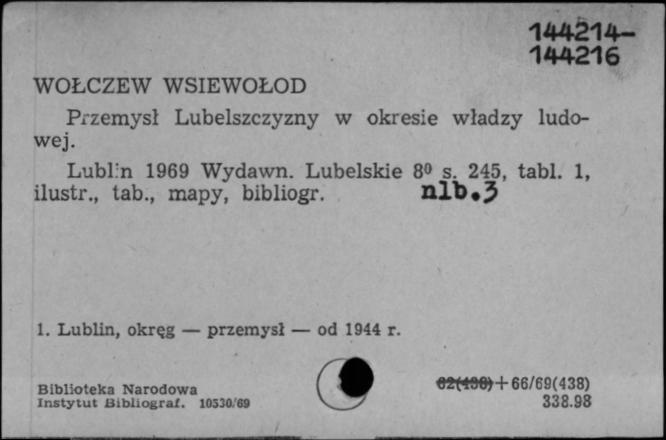 144214-
144216
WOŁCZEW WSIEWOŁOD
Przemysł Lubelszczyzny w okresie władzy ludo-
wej.
Lublin 1969 Wydawn. Lubelskie 8⁰ s. 245, tabl. 1,
ilustr., tab., mapy, bibliogr. nlb.3
1. Lublin, okręg — przemysł — od 1944 r.
Biblioteka Narodowa
Instytut Bibliograf. 10530/69
62(438)+66/69(438)
338.98